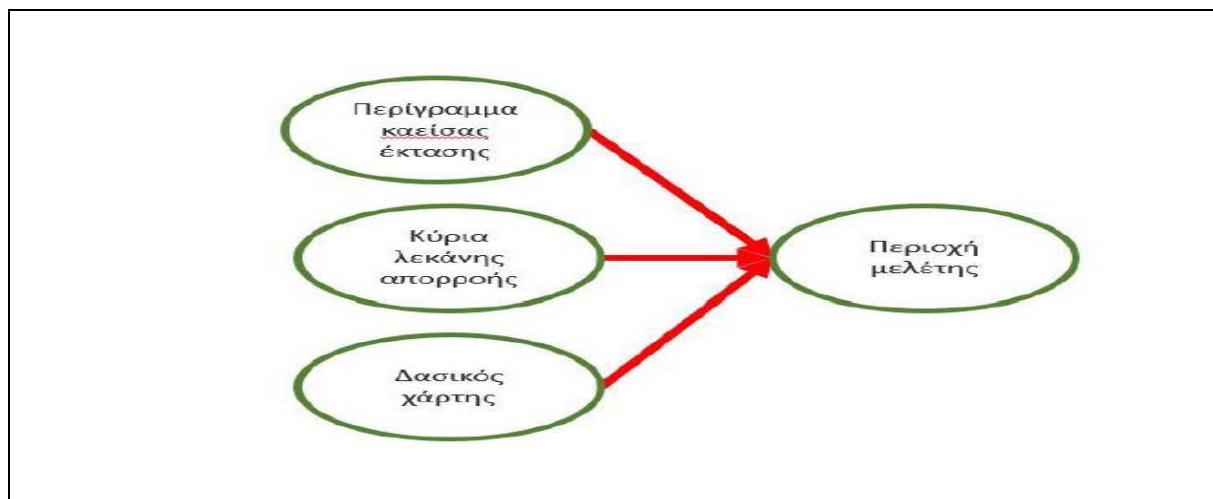 Περίγραμμα
καείσας
έκτασης
Κύρια
λεκάνης
απορροής
Δασικός
χάρτης
Περιοχή
μελέτης